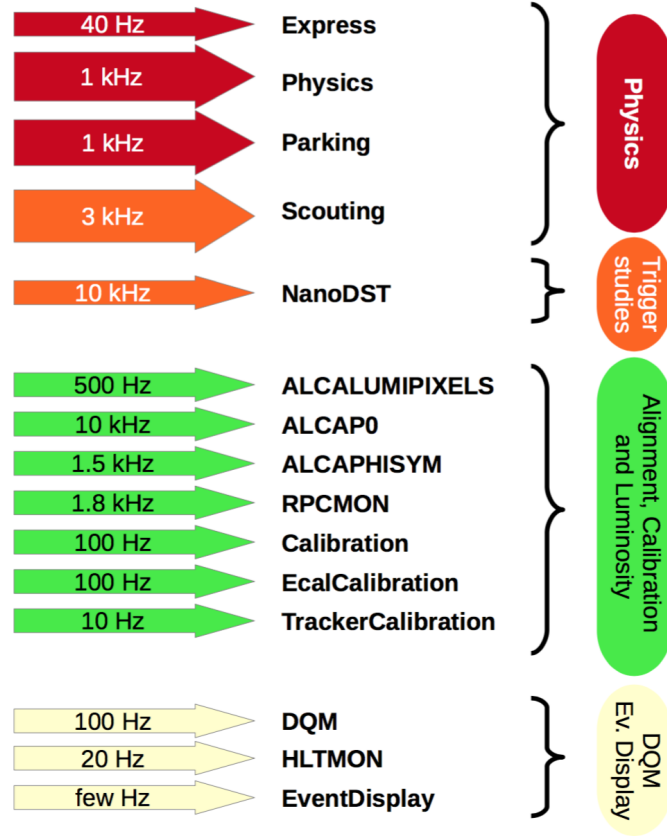 40 Hz Express
1 kHz Physics
1 kHz Parking
3 kHz Scouting
Physics
10 kHz NanoDST
Trigger
studies
500 Hz ALCALUMIPIXELS
10 kHz ALCAP0
1.5 kHz ALCAPHISYM
1.8 kHz RPCMON
100 Hz Calibration
100 Hz EcalCalibration
10 Hz TrackerCalibration
Alignment, Calibration
and Luminosity
100 Hz DQM
20 Hz HLTMON
few Hz EventDisplay
DQM
Ev. Display